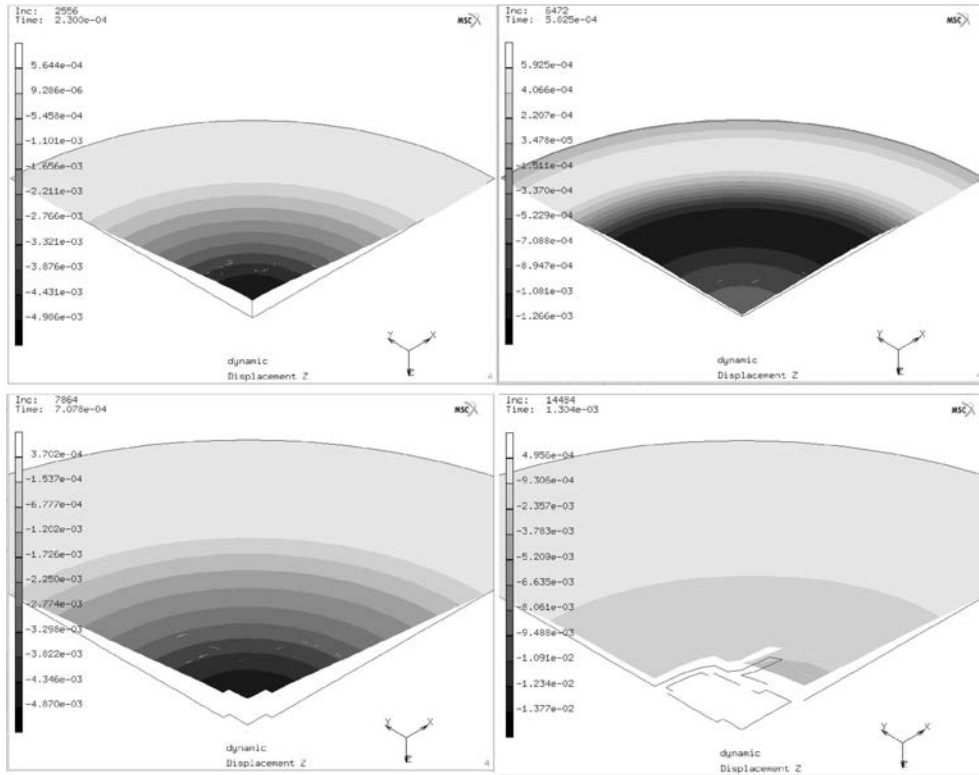 Inc: 2556
Time: 2.300e-04
MSC
5.644e-04
9.286e-06
-5.458e-04
-1.101e-03
-1.656e-03
-2.211e-03
-2.766e-03
-3.321e-03
-3.876e-03
-4.431e-03
-4.906e-03
Y
X
dynamic
Displacement Z
4
Inc: 6472
Time: 5.825e-04
MSC
5.925e-04
4.066e-04
2.207e-04
3.478e-05
-1.511e-04
-3.370e-04
-5.229e-04
-7.088e-04
-8.947e-04
-1.081e-03
-1.266e-03
Y
X
dynamic
Displacement Z
Inc: 7864
Time: 7.078e-04
MSC
3.702e-04
-1.537e-04
-6.777e-04
-1.202e-03
-1.726e-03
-2.250e-03
-2.774e-03
-3.298e-03
-3.822e-03
-4.346e-03
-4.870e-03
Y
X
dynamic
Displacement Z
4
Inc: 14484
Time: 1.304e-03
MSC
4.956e-04
-9.306e-04
-2.357e-03
-3.783e-03
-5.209e-03
-6.635e-03
-8.061e-03
-9.488e-03
-1.091e-02
-1.234e-02
-1.377e-02
Y
X
dynamic
Displacement Z